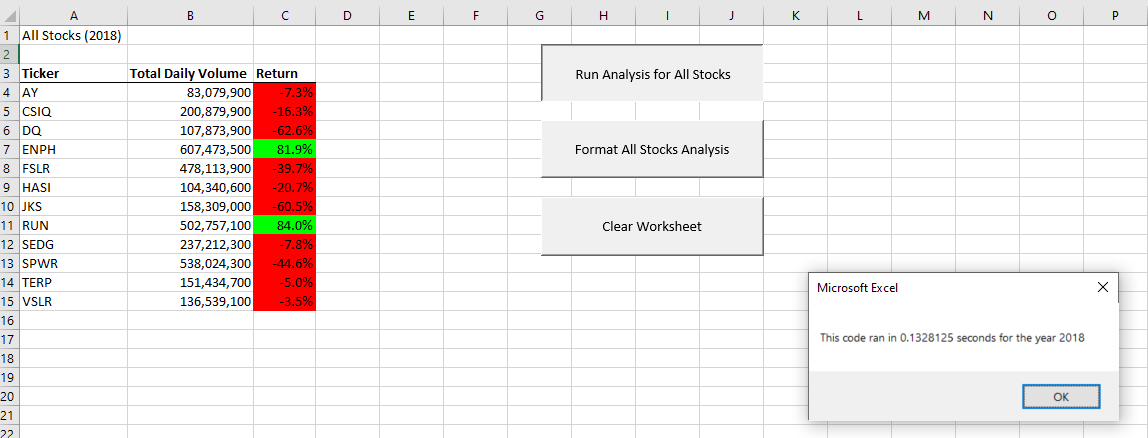 A B C D E F G H I J K L M N O P
1 All Stocks (2018)
2
3 Ticker Total Daily Volume Return
4 AY 83,079,900 -7.3%
5 CSIQ 200,879,900 -16.3%
6 DQ 107,873,900 -62.6%
7 ENPH 607,473,500 81.9%
8 FSLR 478,113,900 -39.7%
9 HASI 104,340,600 -20.7%
10 JKS 158,309,000 -60.5%
11 RUN 502,757,100 84.0%
12 SEDG 237,212,300 -7.8%
13 SPWR 538,024,300 -44.6%
14 TERP 151,434,700 -5.0%
15 VSLR 136,539,100 -3.5%
16
17
18
19
20
21
22
Run Analysis for All Stocks
Format All Stocks Analysis
Clear Worksheet
Microsoft Excel
This code ran in 0.1328125 seconds for the year 2018
OK